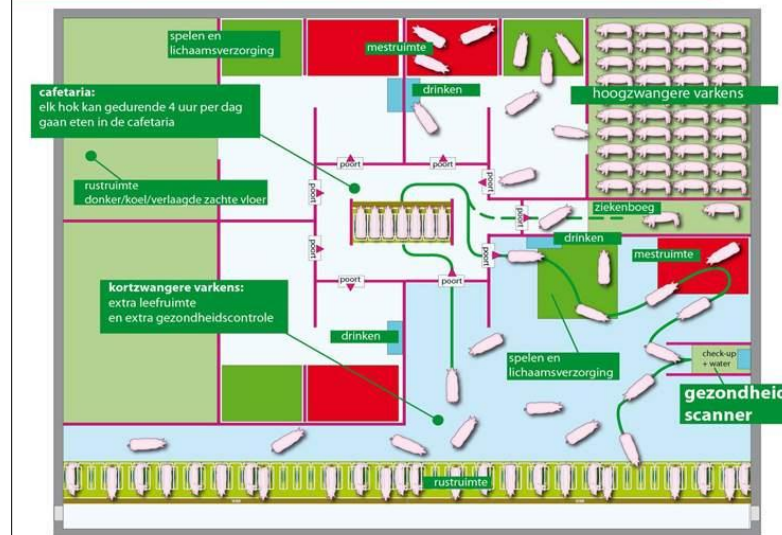 spelen en
lichaamsverzorging
mestruimte
cafetaria:
elk hok kan gedurende 4 uur per dag
gaan eten in de cafetaria
drinken
hoogzwangere varkens
poort
poort
rustruimte
donker/koel/verlaagde zachte vloer
poort
poort
poort
ziekenboeg
drinken
poort
poort
mestruimte
kortzwangere varkens:
extra leefruimte
en extra gezondheidscontrole
poort
poort
drinken
spelen en
lichaamsverzorging
check-up
+ water
gezondheid
scanner
rustruimte